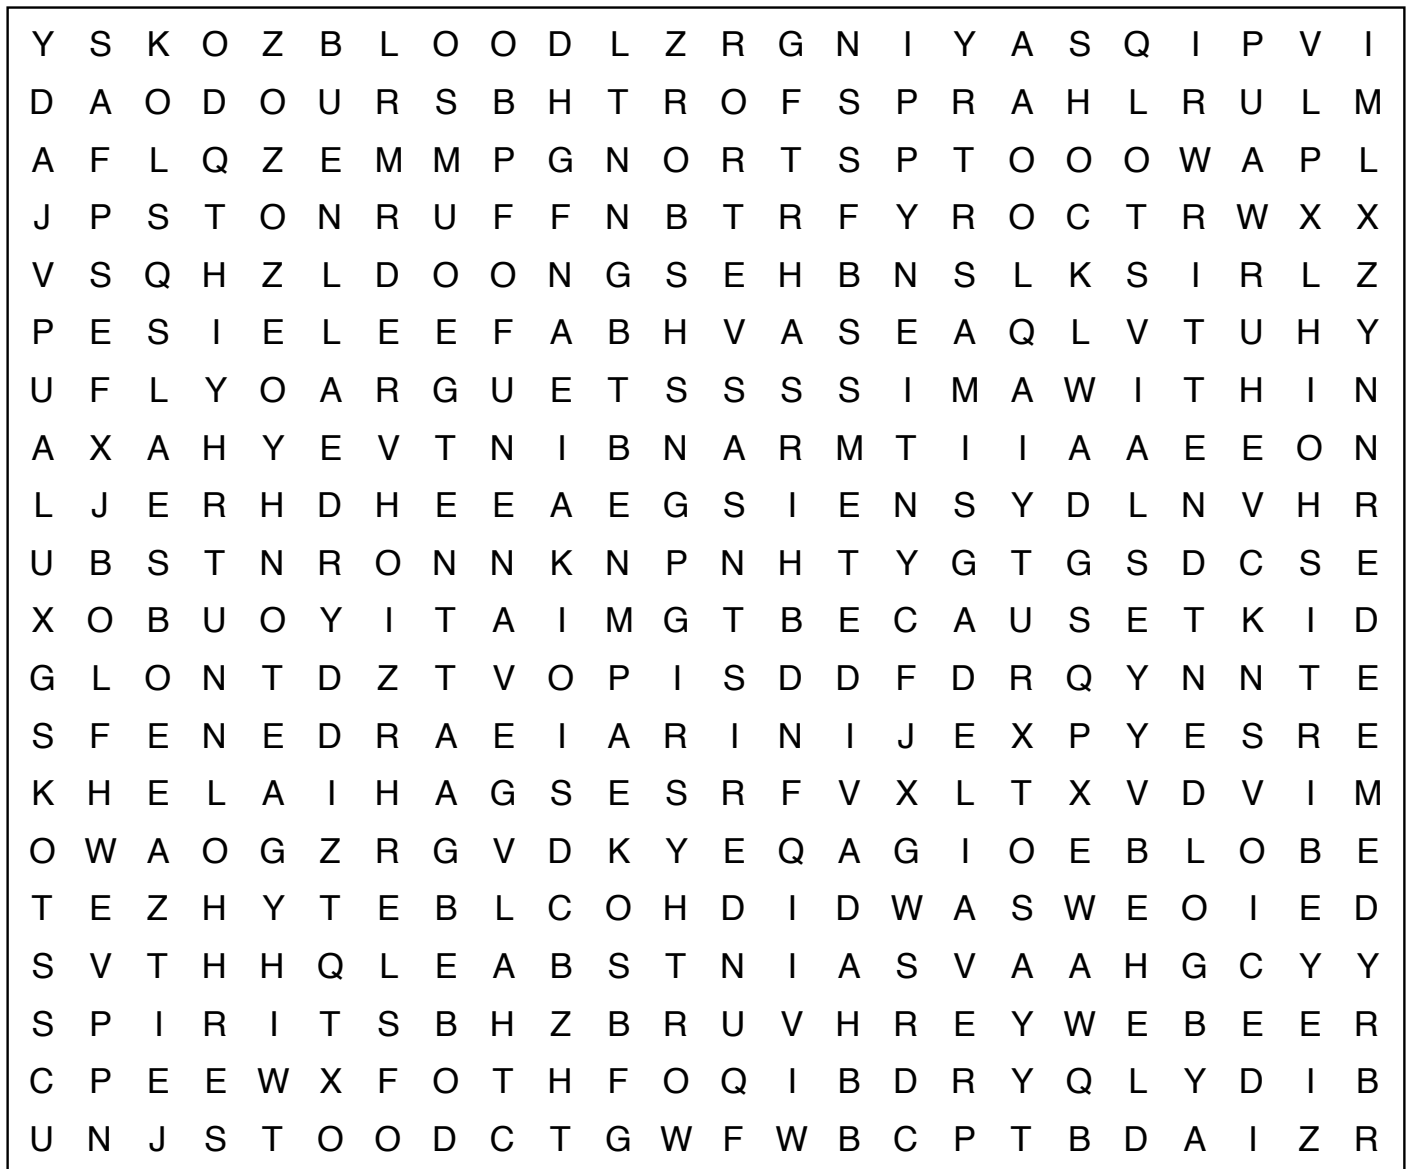 Y S K O Z B L O O D L Z R G N I Y A S Q I P V I
D A O D O U R S B H T R O F S P R A H L R U L M
A F L Q Z E M M P G N O R T S P T O O O W A P L
J P S T O N R U F F N B T R F Y R O C T R W X X
V S Q H Z L D O O N G S E H B N S L K S I R L Z
P E S I E L E E F A B H V A S E A Q L V T U H Y
U F L Y O A R G U E T S S S S I M A W I T H I N
A X A H Y E V T N I B N A R M T I I A A E E O N
L J E R H D H E E A E G S I E N S Y D L N V H R
U B S T N R O N N K N P N H T Y G T G S D C S E
X O B U O Y I T A I M G T B E C A U S E T K I D
G L O N T D Z T V O P I S D D F D R Q Y N N T E
S F E N E D R A E I A R I N I J E X P Y E S R E
K H E L A I H A G S E S R F V X L T X V D V I M
O W A O G Z R G V D K Y E Q A G I O E B L O B E
T E Z H Y T E B L C O H D I D W A S W E O I E D
S V T H H Q L E A B S T N I A S V A A H G C Y Y
S P I R I T S B H Z B R U V H R E Y W E B E E R
C P E E W X F O T H F O Q I B D R Y Q L Y D I B
U N J S T O O D C T G W F W B C P T B D A I Z R